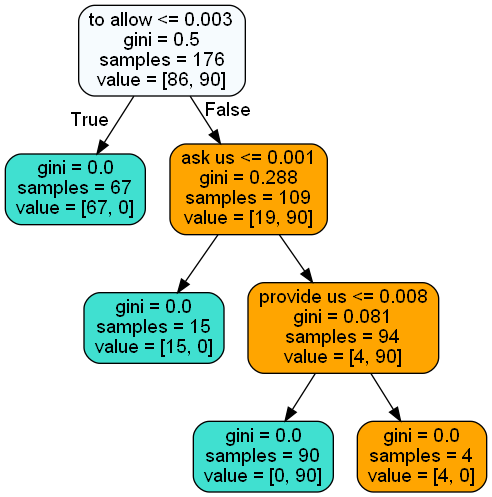 to allow <= 0.003
gini = 0.5
samples = 176
value = [86, 90]
True
False
gini = 0.0
samples = 67
value = [67, 0]
ask us <= 0.001
gini = 0.288
samples = 109
value = [19, 90]
gini = 0.0
samples = 15
value = [15, 0]
provide us <= 0.008
gini = 0.081
samples = 94
value = [4, 90]
gini = 0.0
samples = 90
value = [0, 90]
gini = 0.0
samples = 4
value = [4, 0]